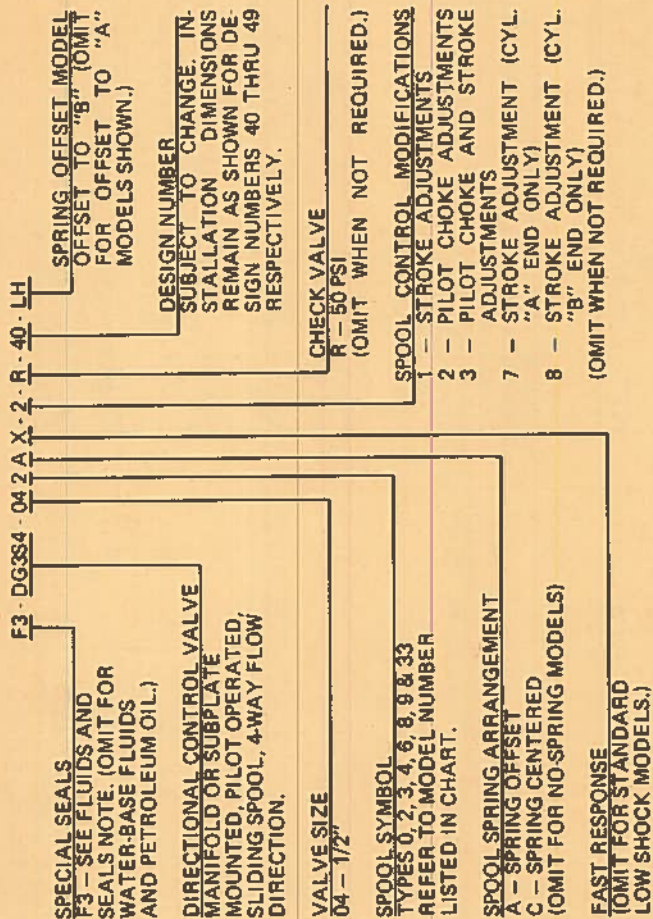 F3 - DG3S4 - 04 2 A X - 2 - R - 40 - LH
SPECIAL SEALS
F3 – SEE FLUIDS AND
SEALS NOTE. (OMIT FOR
WATER-BASE FLUIDS
AND PETROLEUM OIL.)
DIRECTIONAL CONTROL VALVE
MANIFOLD OR SUBPLATE
MOUNTED, PILOT OPERATED,
SLIDING SPOOL, 4-WAY FLOW
DIRECTION.
VALVE SIZE
04 – 1/2"
SPOOL SYMBOL
TYPES 0, 2, 3, 4, 6, 8, 9 & 33
REFER TO MODEL NUMBER
LISTED IN CHART.
SPOOL SPRING ARRANGEMENT
A – SPRING OFFSET
C – SPRING CENTERED
(OMIT FOR NO-SPRING MODELS)
FAST RESPONSE
(OMIT FOR STANDARD
LOW SHOCK MODELS.)
SPRING OFFSET MODEL
OFFSET TO "B" (OMIT
FOR OFFSET TO "A"
MODELS SHOWN.)
DESIGN NUMBER
SUBJECT TO CHANGE. IN-
STALLATION DIMENSIONS
REMAIN AS SHOWN FOR DE-
SIGN NUMBERS 40 THRU 49
RESPECTIVELY.
CHECK VALVE
R – 50 PSI
(OMIT WHEN NOT REQUIRED.)
SPOOL CONTROL MODIFICATIONS
1 – STROKE ADJUSTMENTS
2 – PILOT CHOKE ADJUSTMENTS
3 – PILOT CHOKE AND STROKE
ADJUSTMENTS
7 – STROKE ADJUSTMENT (CYL.
"A" END ONLY)
8 – STROKE ADJUSTMENT (CYL.
"B" END ONLY)
(OMIT WHEN NOT REQUIRED.)